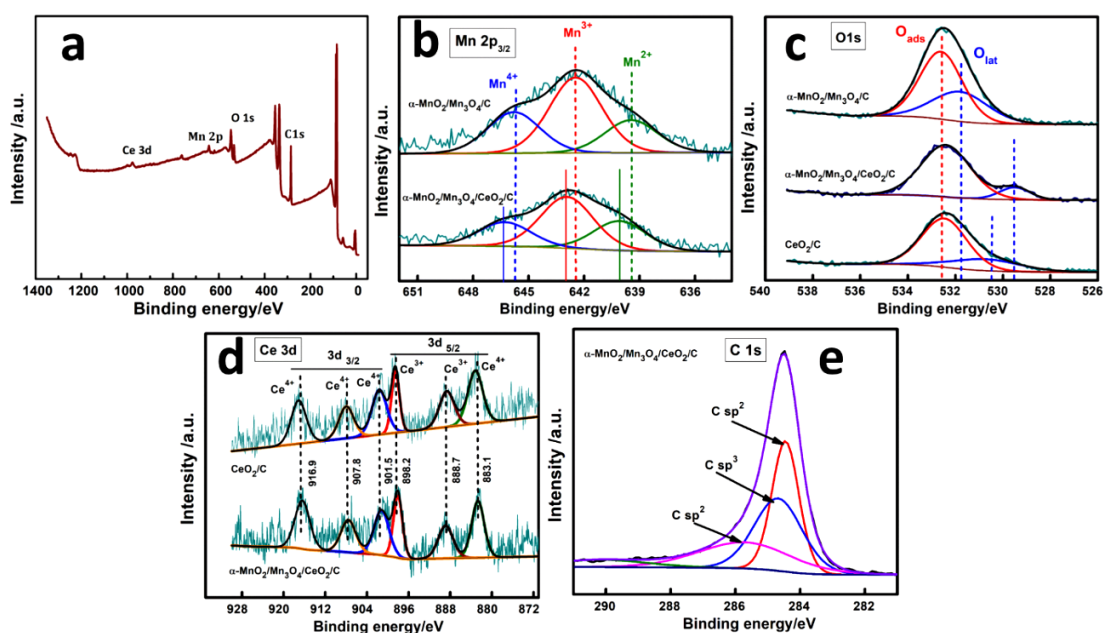 a
Intensity /a.u.
Ce 3d
Mn 2p
O 1s
C1s
1400 1200 1000 800 600 400 200 0
Binding energy/eV
b
Mn 2p3/2
Intensity/a.u.
Mn4+
Mn3+
Mn2+
α-MnO2/Mn3O4/C
α-MnO2/Mn3O4/CeO2/C
651 648 645 642 639 636
Binding energy/eV
c
O1s
Intensity/a.u.
Oads
Olat
α-MnO2/Mn3O4/C
α-MnO2/Mn3O4/CeO2/C
CeO2/C
540 538 536 534 532 530 528 526
Binding energy/eV
d
Ce 3d
Intensity /a.u.
3d 3/2
3d 5/2
Ce4+
Ce4+
Ce4+
Ce3+
Ce3+
Ce4+
CeO2/C
916.9
907.8
901.5
898.2
888.7
883.1
α-MnO2/Mn3O4/CeO2/C
928 920 912 904 896 888 880 872
Binding energy/eV
e
C 1s
Intensity /a.u.
α-MnO2/Mn3O4/CeO2/C
C sp2
C sp3
C sp2
290 288 286 284 282
Binding energy/eV